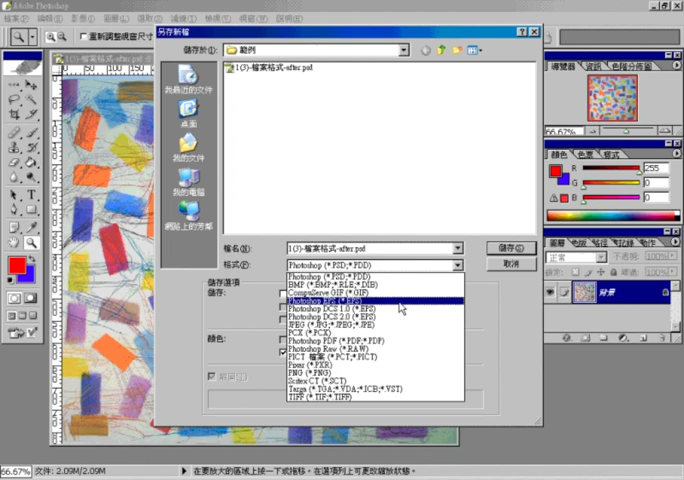 Adobe Photoshop
檔案(F) 編輯(E) 影像(I) 圖層(L) 選取(S) 濾鏡(T) 檢視(V) 視窗(W) 說明(H)
重新調整視窗尺寸
另存新檔
儲存於(I):
範例
1(3)-檔案格式-after.psd
我最近的文件
桌面
我的文件
我的電腦
網路上的芳鄰
檔名(N):
1(3)-檔案格式-after.psd
儲存(S)
格式(F):
Photoshop (*.PSD;*.PDD)
取消
儲存選項
儲存:
顏色:
Photoshop (*.PSD;*.PDD)
BMP (*.BMP;*.RLE;*.DIB)
CompuServe GIF (*.GIF)
Photoshop EPS (*.EPS)
Photoshop DCS 1.0 (*.EPS)
Photoshop DCS 2.0 (*.EPS)
JPEG (*.JPG;*.JPEG;*.JPE)
PCX (*.PCX)
Photoshop PDF (*.PDF;*.PDP)
Photoshop Raw (*.RAW)
PICT 檔案 (*.PCT;*.PICT)
Pixar (*.PXR)
PNG (*.PNG)
Scitex CT (*.SCT)
Targa (*.TGA;*.VDA;*.ICB;*.VST)
TIFF (*.TIF;*.TIFF)
導覽器 資訊
66.67%
顏色 色票 樣式
R 255
G 0
B 0
圖層 色版 路徑 步驟記錄 動作
正常
不透明:
鎖定:
背景
66.67% 文件: 2.09M/2.09M
在要放大的區域上按一下或拖移。在選項列上可更改縮放狀態。